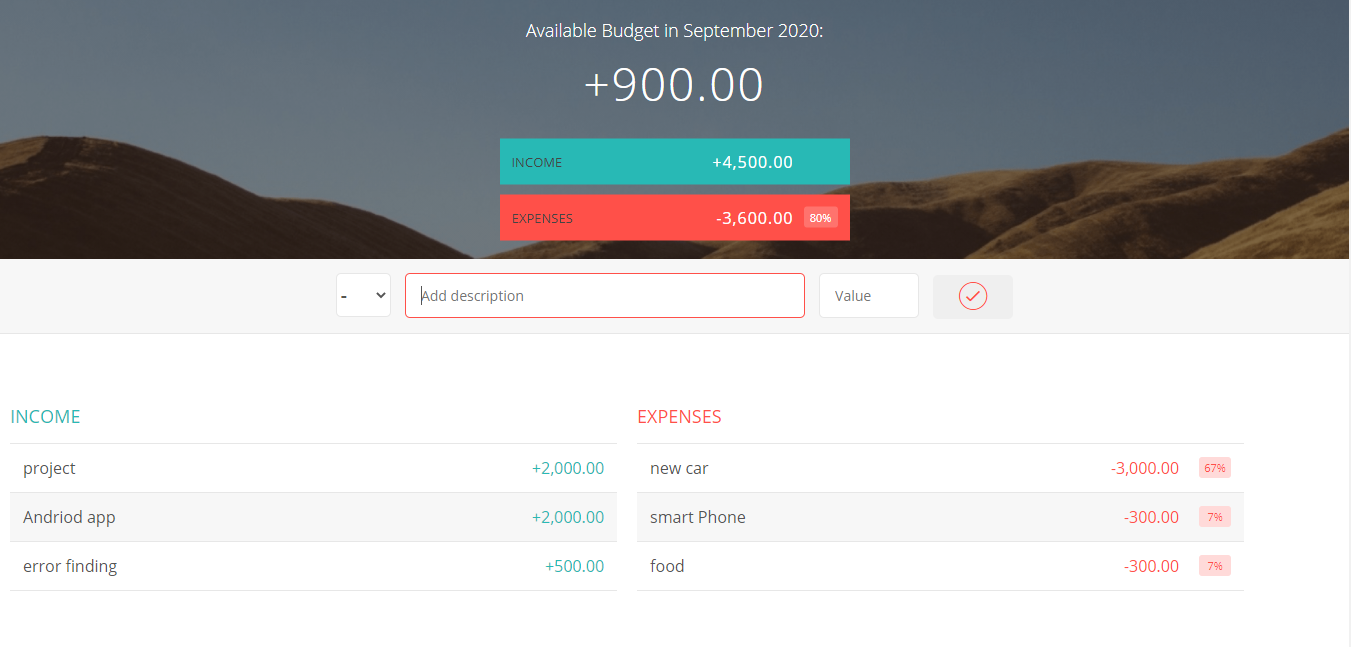 Available Budget in September 2020:
+900.00
INCOME +4,500.00
EXPENSES -3,600.00 80%
- Add description Value
INCOME
project +2,000.00
Andriod app +2,000.00
error finding +500.00
EXPENSES
new car -3,000.00 67%
smart Phone -300.00 7%
food -300.00 7%